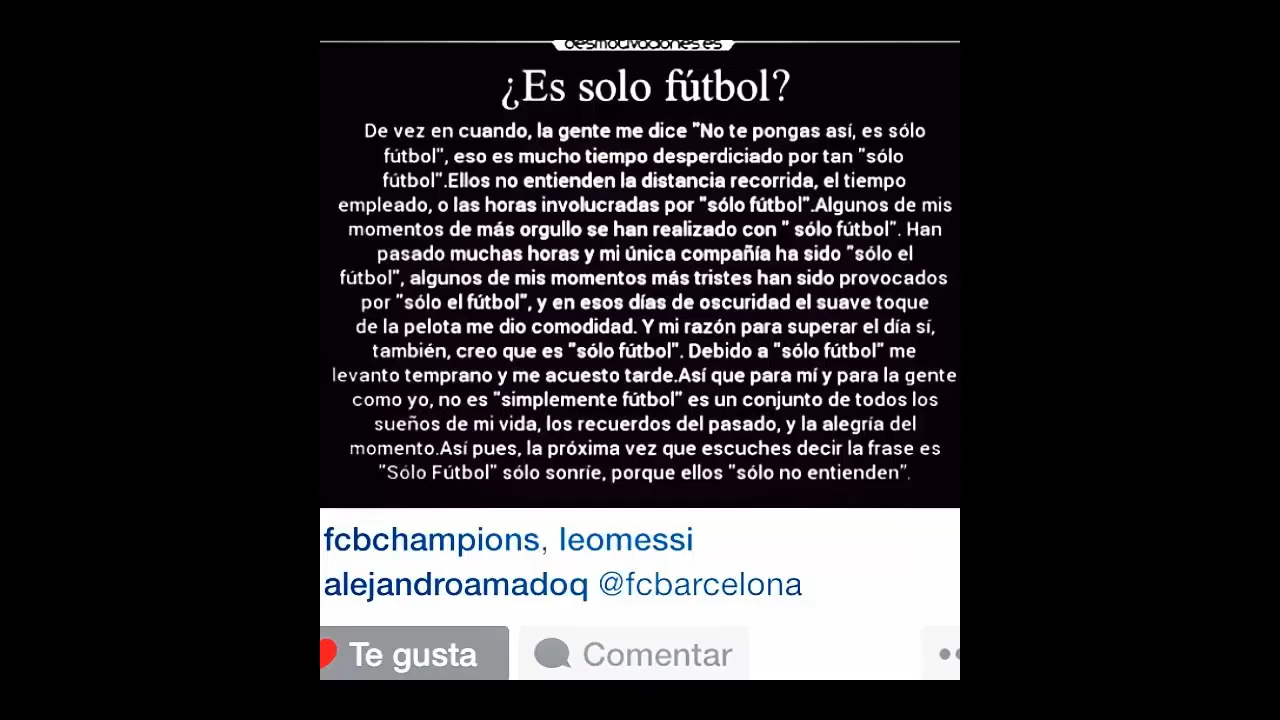 desmotivaciones.es
¿Es solo fútbol?
De vez en cuando, la gente me dice "No te pongas así, es sólo
fútbol", eso es mucho tiempo desperdiciado por tan "sólo
fútbol".Ellos no entienden la distancia recorrida, el tiempo
empleado, o las horas involucradas por "sólo fútbol".Algunos de mis
momentos de más orgullo se han realizado con " sólo fútbol". Han
pasado muchas horas y mi única compañía ha sido "sólo el
fútbol", algunos de mis momentos más tristes han sido provocados
por "sólo el fútbol", y en esos días de oscuridad el suave toque
de la pelota me dio comodidad. Y mi razón para superar el día sí,
también, creo que es "sólo fútbol". Debido a "sólo fútbol" me
levanto temprano y me acuesto tarde.Así que para mí y para la gente
como yo, no es "simplemente fútbol" es un conjunto de todos los
sueños de mi vida, los recuerdos del pasado, y la alegría del
momento.Así pues, la próxima vez que escuches decir la frase es
"Sólo Fútbol" sólo sonríe, porque ellos "sólo no entienden".
fcbchampions, leomessi
alejandroamadoq @fcbarcelona
Te gusta Comentar